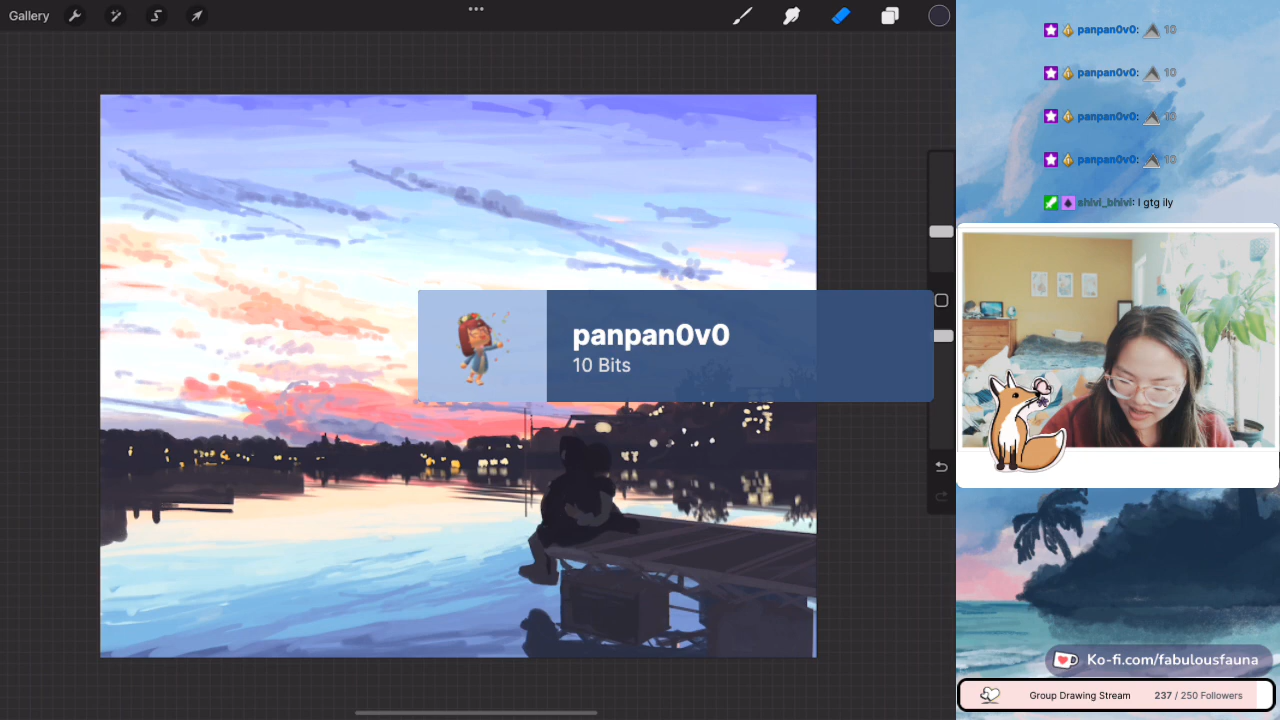 Gallery
panpan0v0: 10
panpan0v0: 10
panpan0v0: 10
panpan0v0: 10
shivi_bhivi: I gtg ily
panpan0v0
10 Bits
Ko-fi.com/fabulousfauna
Group Drawing Stream 237 / 250 Followers